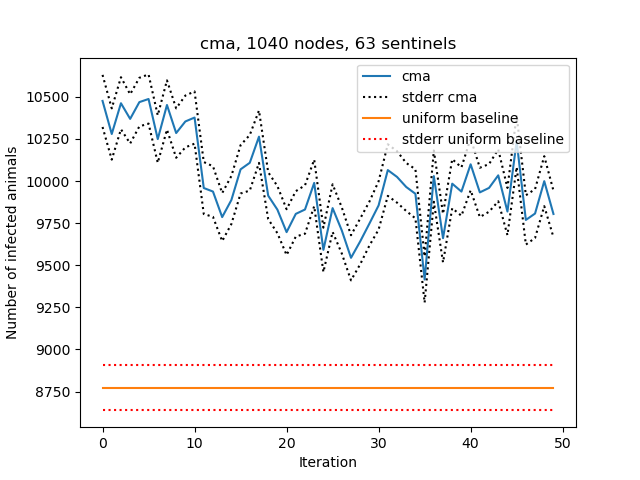 cma, 1040 nodes, 63 sentinels
cma
stderr cma
uniform baseline
stderr uniform baseline
Number of infected animals
10500
10250
10000
9750
9500
9250
9000
8750
0 10 20 30 40 50
Iteration